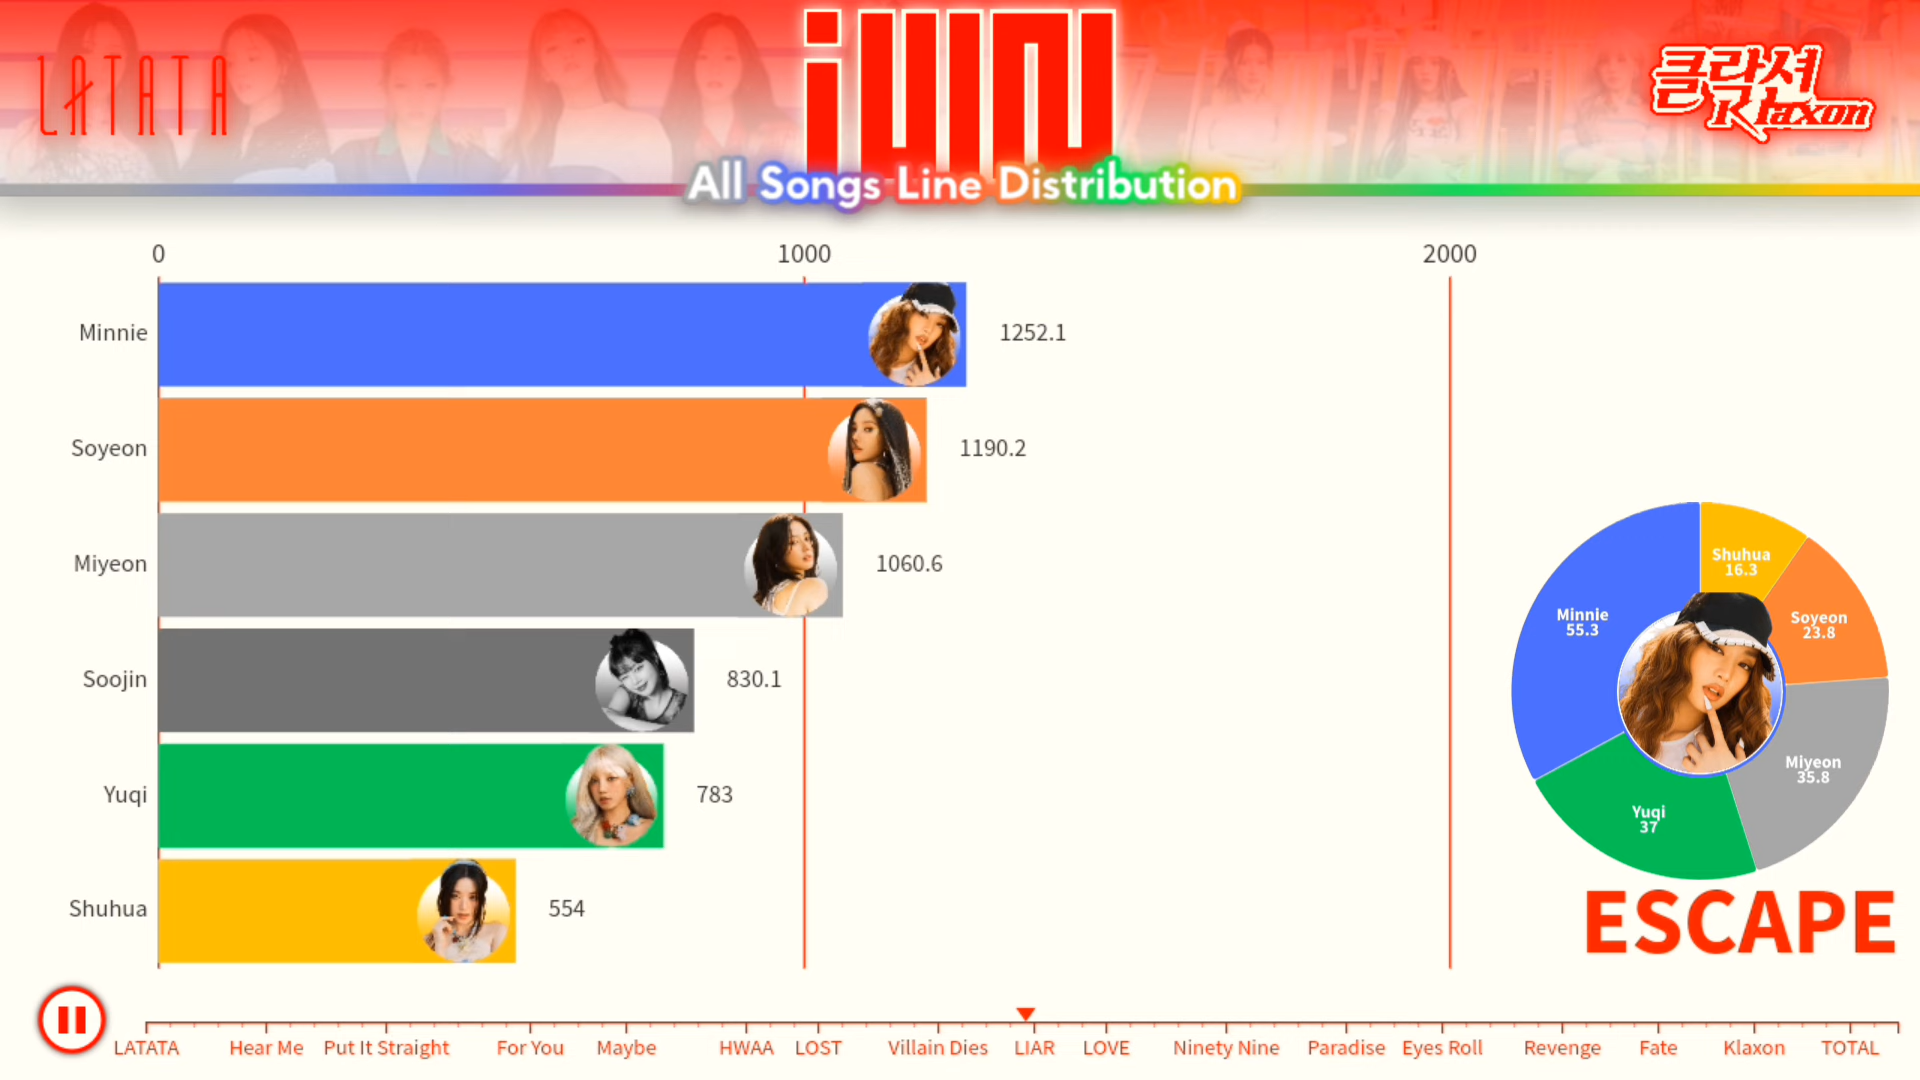 LATATA
i-dle
클락션
Klaxon
All Songs Line Distribution
0 1000 2000
Minnie 1252.1
Soyeon 1190.2
Miyeon 1060.6
Soojin 830.1
Yuqi 783
Shuhua 554
Shuhua
16.3
Soyeon
23.8
Minnie
55.3
Miyeon
35.8
Yuqi
37
ESCAPE
LATATA Hear Me Put It Straight For You Maybe HWAA LOST Villain Dies LIAR LOVE Ninety Nine Paradise Eyes Roll Revenge Fate Klaxon TOTAL